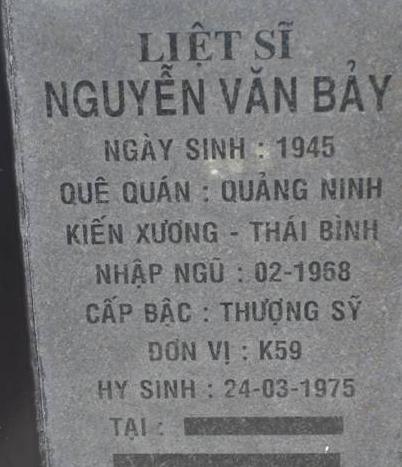 LIỆT SĨ
NGUYỄN VĂN BẢY
NGÀY SINH : 1945
QUÊ QUÁN : QUẢNG NINH
KIẾN XƯƠNG - THÁI BÌNH
NHẬP NGŨ : 02-1968
CẤP BẬC : THƯỢNG SỸ
ĐƠN VỊ : K59
HY SINH : 24-03-1975
TẠI :